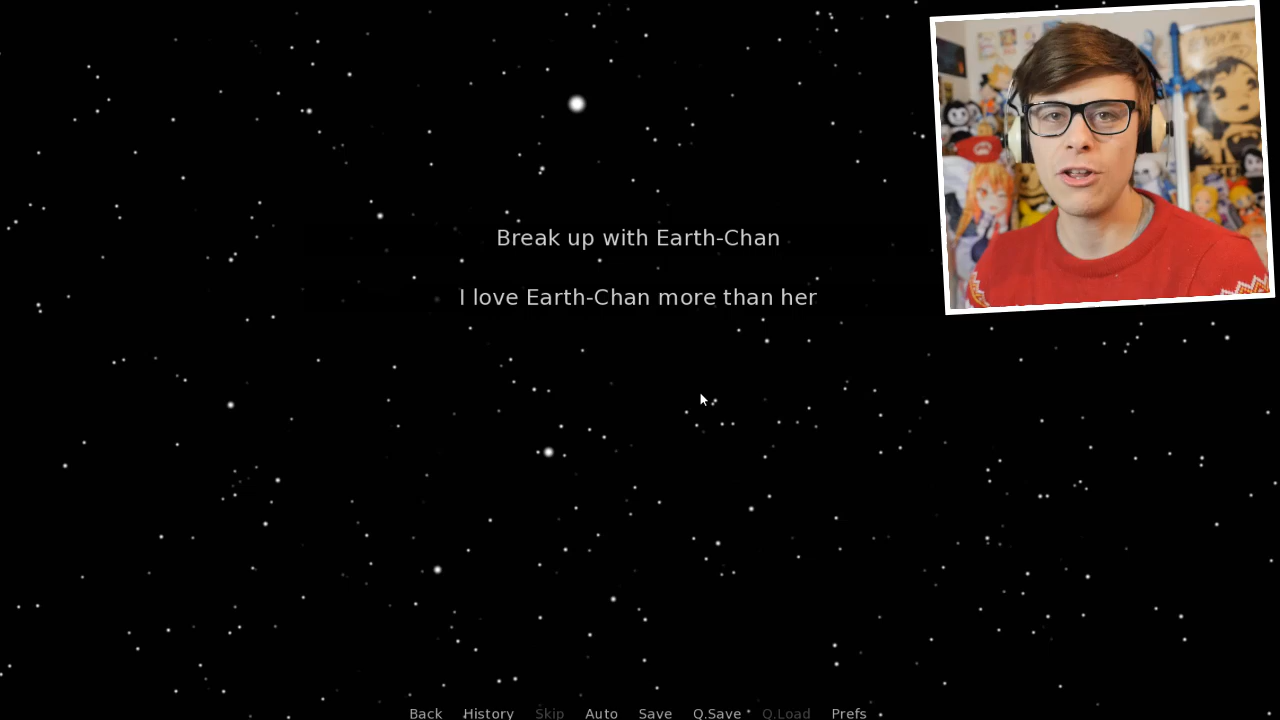 Break up with Earth-Chan
I love Earth-Chan more than her
Back History Skip Auto Save Q.Save Q.Load Prefs